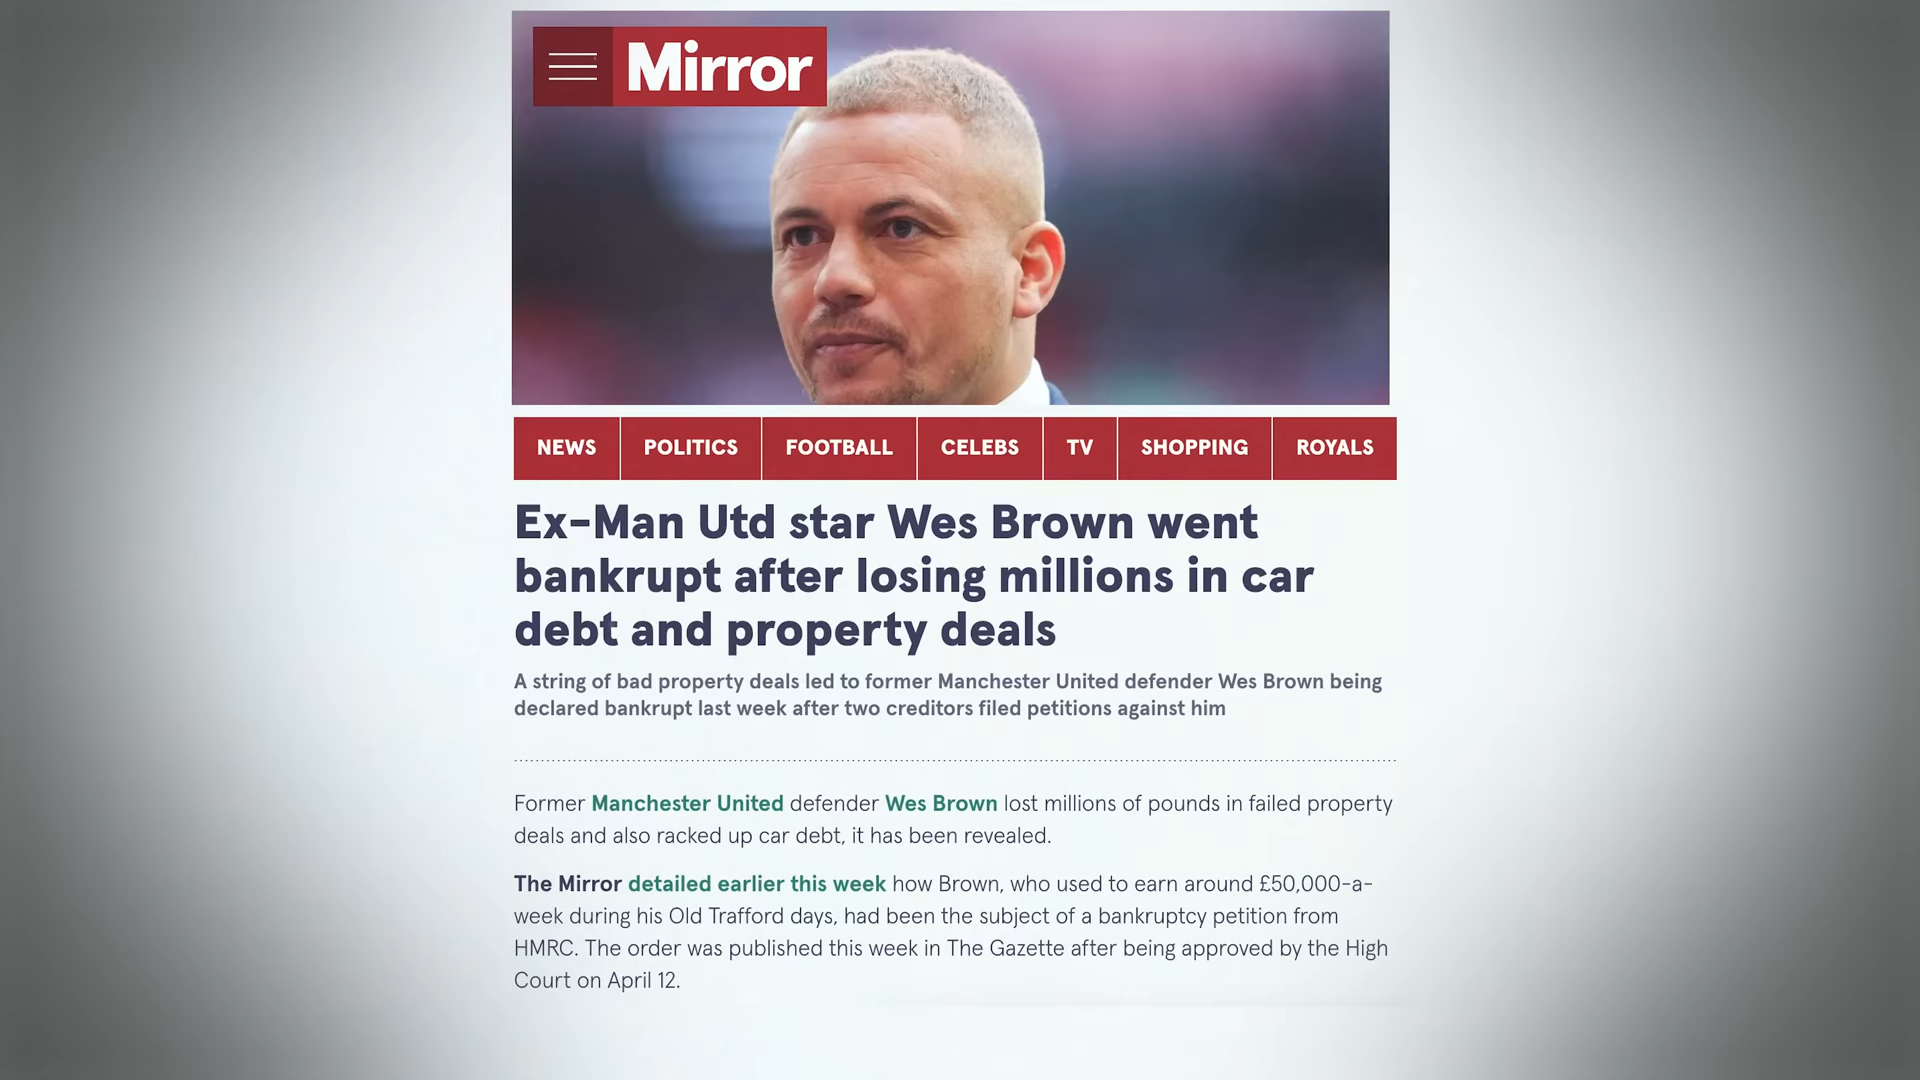 Mirror
NEWS POLITICS FOOTBALL CELEBS TV SHOPPING ROYALS
Ex-Man Utd star Wes Brown went
bankrupt after losing millions in car
debt and property deals
A string of bad property deals led to former Manchester United defender Wes Brown being
declared bankrupt last week after two creditors filed petitions against him
Former Manchester United defender Wes Brown lost millions of pounds in failed property
deals and also racked up car debt, it has been revealed.
The Mirror detailed earlier this week how Brown, who used to earn around £50,000-a-
week during his Old Trafford days, had been the subject of a bankruptcy petition from
HMRC. The order was published this week in The Gazette after being approved by the High
Court on April 12.